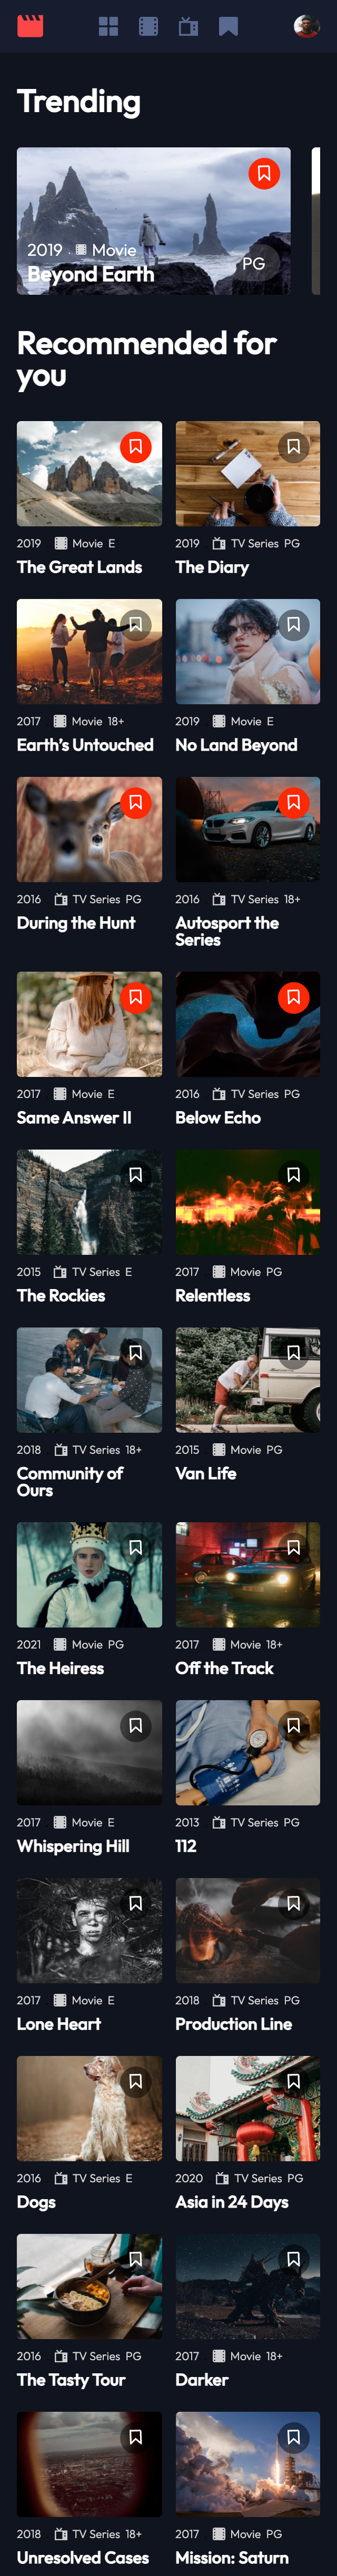 Trending
2019 · Movie
Beyond Earth
PG
Recommended for
you
2019 Movie E
The Great Lands
2019 TV Series PG
The Diary
2017 Movie 18+
Earth’s Untouched
2019 Movie E
No Land Beyond
2016 TV Series PG
During the Hunt
2016 TV Series 18+
Autosport the
Series
2017 Movie E
Same Answer II
2016 TV Series PG
Below Echo
2015 TV Series E
The Rockies
2017 Movie PG
Relentless
2018 TV Series 18+
Community of
Ours
2015 Movie PG
Van Life
2021 Movie PG
The Heiress
2017 Movie 18+
Off the Track
2017 Movie E
Whispering Hill
2013 TV Series PG
112
2017 Movie E
Lone Heart
2018 TV Series PG
Production Line
2016 TV Series E
Dogs
2020 TV Series PG
Asia in 24 Days
2016 TV Series PG
The Tasty Tour
2017 Movie 18+
Darker
2018 TV Series 18+
Unresolved Cases
2017 Movie PG
Mission: Saturn